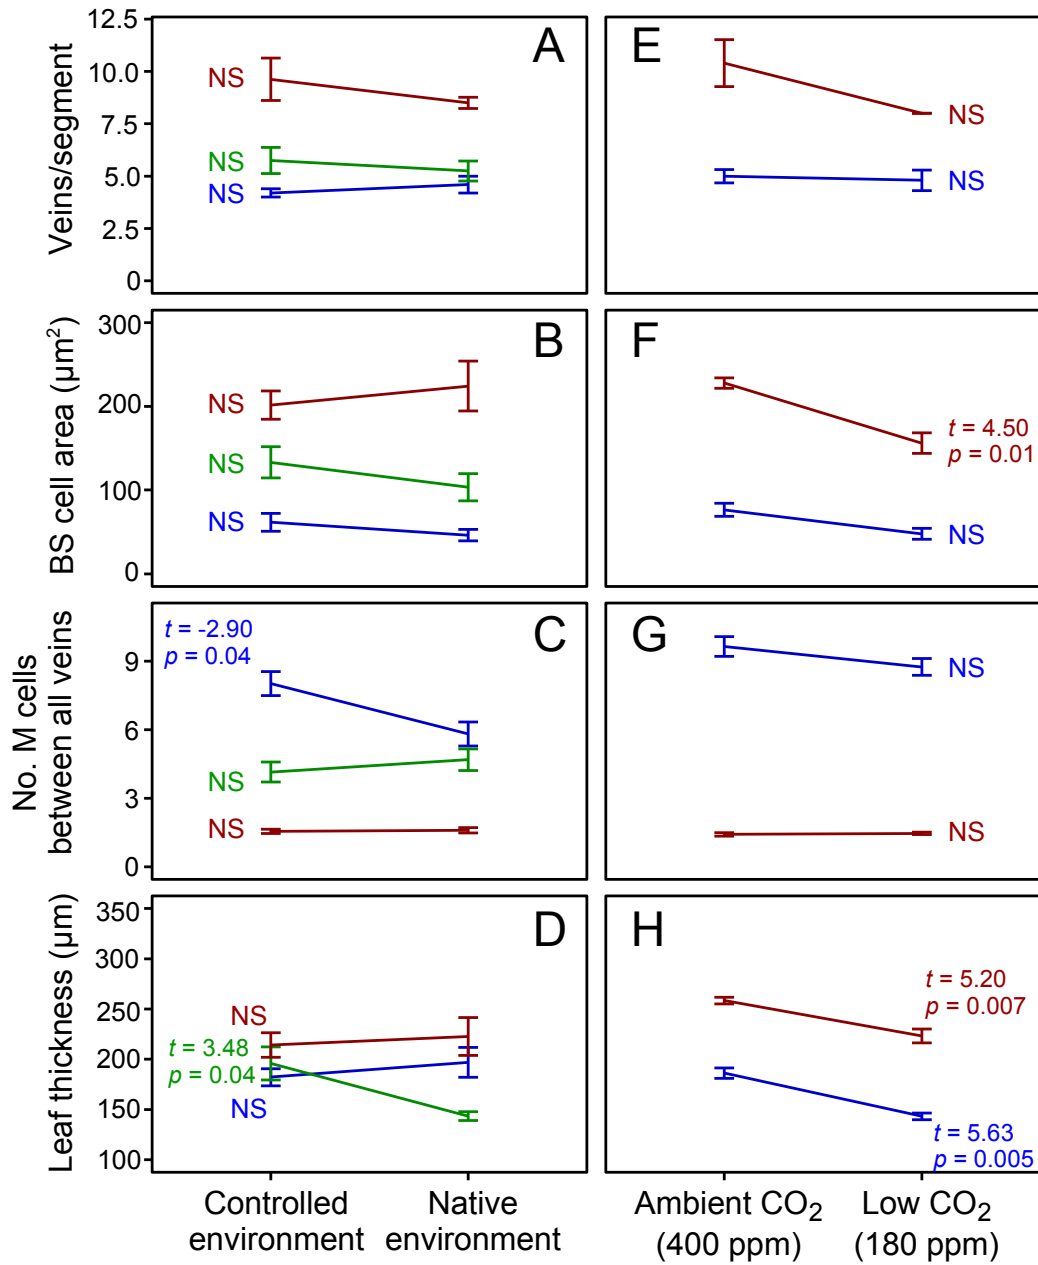 Veins/segment
12.5
10.0
7.5
5.0
2.5
0
A
NS
NS
NS
E
NS
NS
BS cell area (µm²)
300
200
100
0
B
NS
NS
NS
F
t = 4.50
p = 0.01
NS
No. M cells
between all veins
9
6
3
0
C
t = -2.90
p = 0.04
NS
NS
G
NS
NS
Leaf thickness (µm)
350
300
250
200
150
100
D
NS
t = 3.48
p = 0.04
NS
H
t = 5.20
p = 0.007
t = 5.63
p = 0.005
Controlled
environment
Native
environment
Ambient CO₂
(400 ppm)
Low CO₂
(180 ppm)